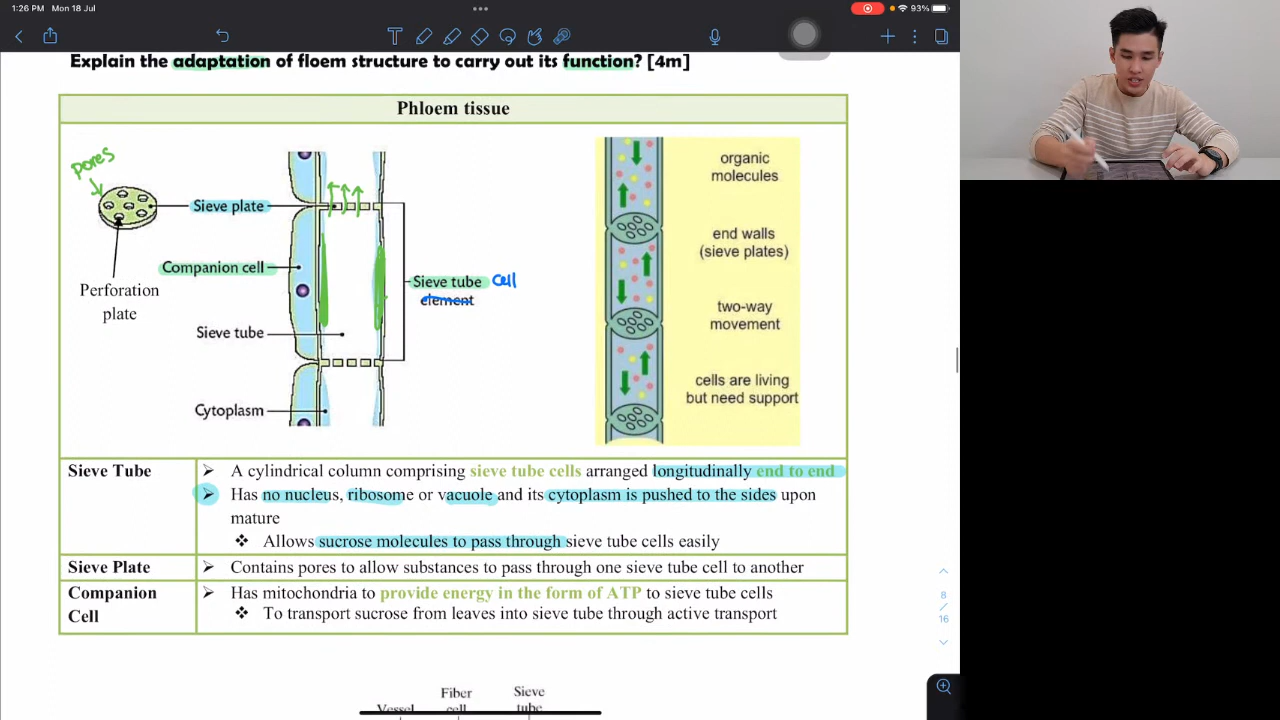 1:26 PM Mon 18 Jul
93%
Explain the adaptation of floem structure to carry out its function? [4m]
Phloem tissue
pores
Sieve plate
Companion cell
Perforation
plate
Sieve tube cell
element
Sieve tube
Cytoplasm
organic
molecules
end walls
(sieve plates)
two-way
movement
cells are living
but need support
Sieve Tube
➤ A cylindrical column comprising sieve tube cells arranged longitudinally end to end
➤ Has no nucleus, ribosome or vacuole and its cytoplasm is pushed to the sides upon
mature
❖ Allows sucrose molecules to pass through sieve tube cells easily
Sieve Plate
➤ Contains pores to allow substances to pass through one sieve tube cell to another
Companion
Cell
➤ Has mitochondria to provide energy in the form of ATP to sieve tube cells
❖ To transport sucrose from leaves into sieve tube through active transport
8
/
16
Vessel
Fiber
cell
Sieve
tube